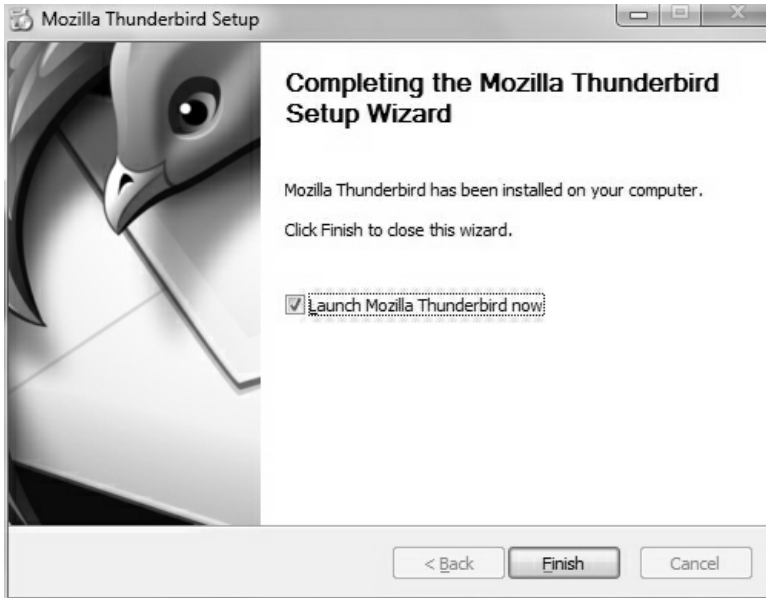 Mozilla Thunderbird Setup
Completing the Mozilla Thunderbird
Setup Wizard
Mozilla Thunderbird has been installed on your computer.
Click Finish to close this wizard.
Launch Mozilla Thunderbird now
< Back Finish Cancel